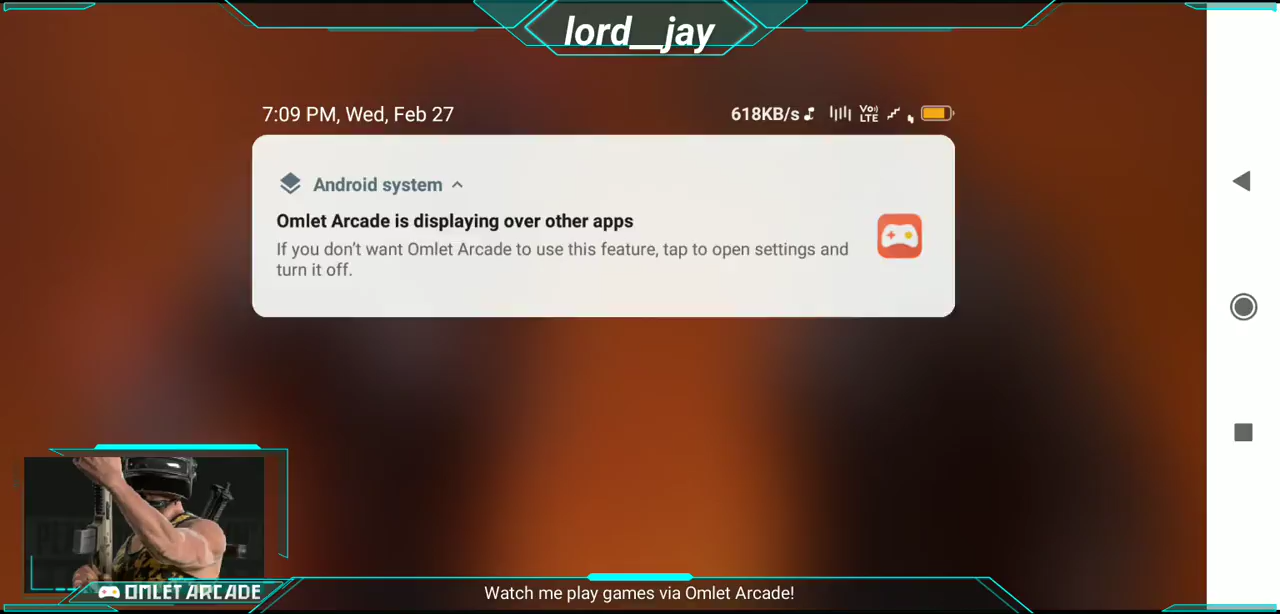 lord__jay
7:09 PM, Wed, Feb 27
618KB/s
Vo))
LTE
Android system
Omlet Arcade is displaying over other apps
If you don't want Omlet Arcade to use this feature, tap to open settings and
turn it off.
OMLET ARCADE
Watch me play games via Omlet Arcade!